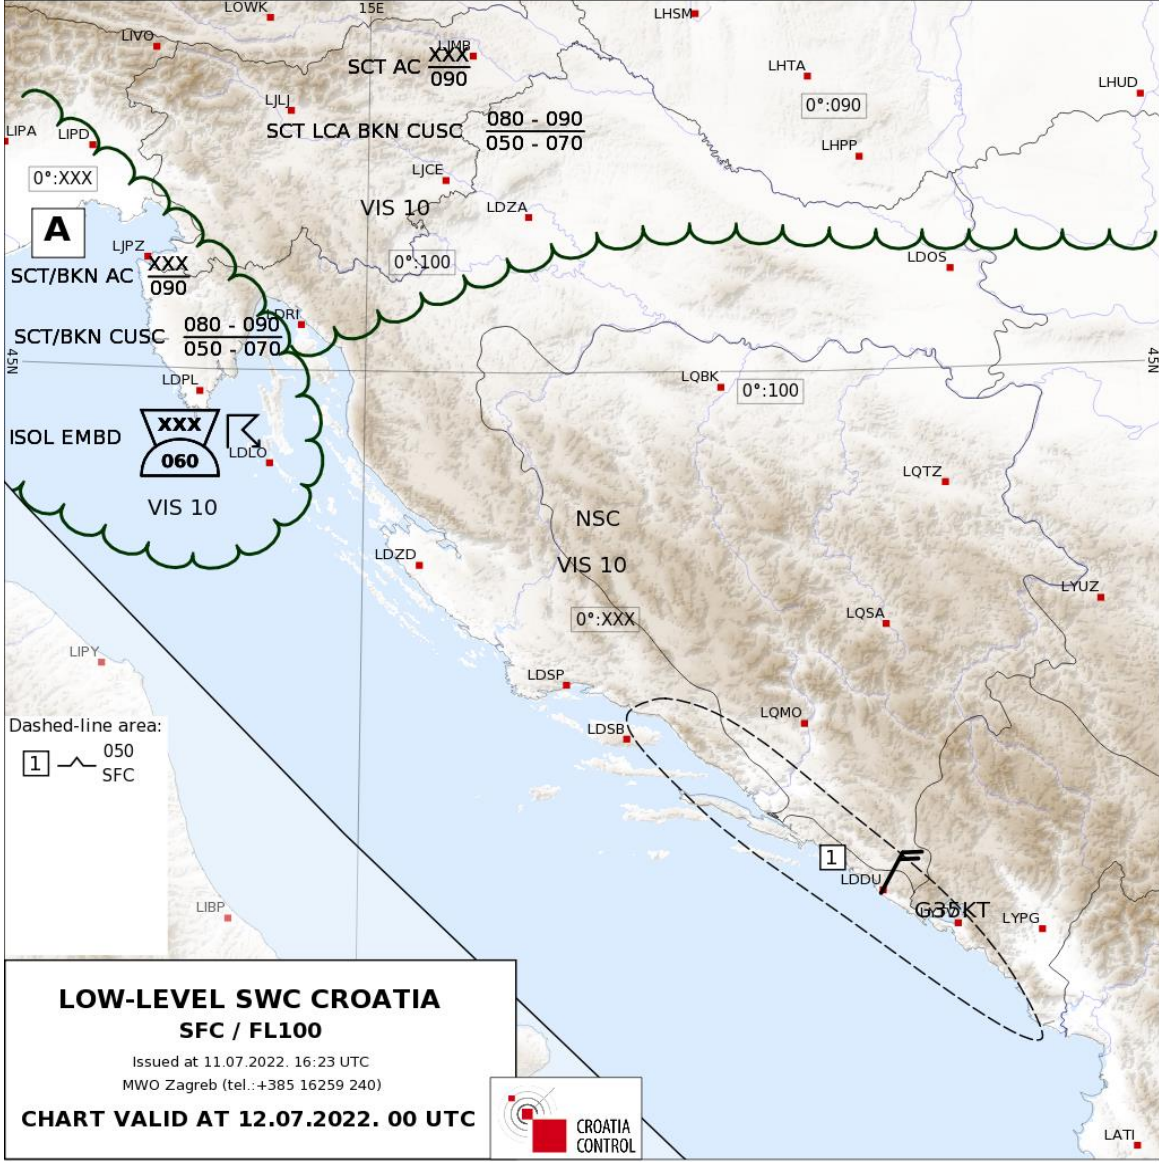 LOWK
15E
LHSM
LIVO
LJMB
SCT AC XXX
090
LHTA
LHUD
0°:090
LJLJ
SCT LCA BKN CUSC 080 - 090
050 - 070
LIPA
LIPD
LHPP
0°:XXX
LJCE
VIS 10
LDZA
A
LJPZ
0°:100
LDOS
SCT/BKN AC XXX
090
SCT/BKN CUSC 080 - 090
050 - 070
LDRI
45N
45N
LDPL
LQBK
0°:100
ISOL EMBD
XXX
060
LDLO
LQTZ
VIS 10
NSC
VIS 10
LDZD
LYUZ
0°:XXX
LQSA
LIPY
LDSP
LQMO
LDSB
Dashed-line area:
1
050
SFC
1
LDDU
G35KT
LIBP
LYPG
LOW-LEVEL SWC CROATIA
SFC / FL100
Issued at 11.07.2022. 16:23 UTC
MWO Zagreb (tel.:+385 16259 240)
CHART VALID AT 12.07.2022. 00 UTC
CROATIA
CONTROL
LATI